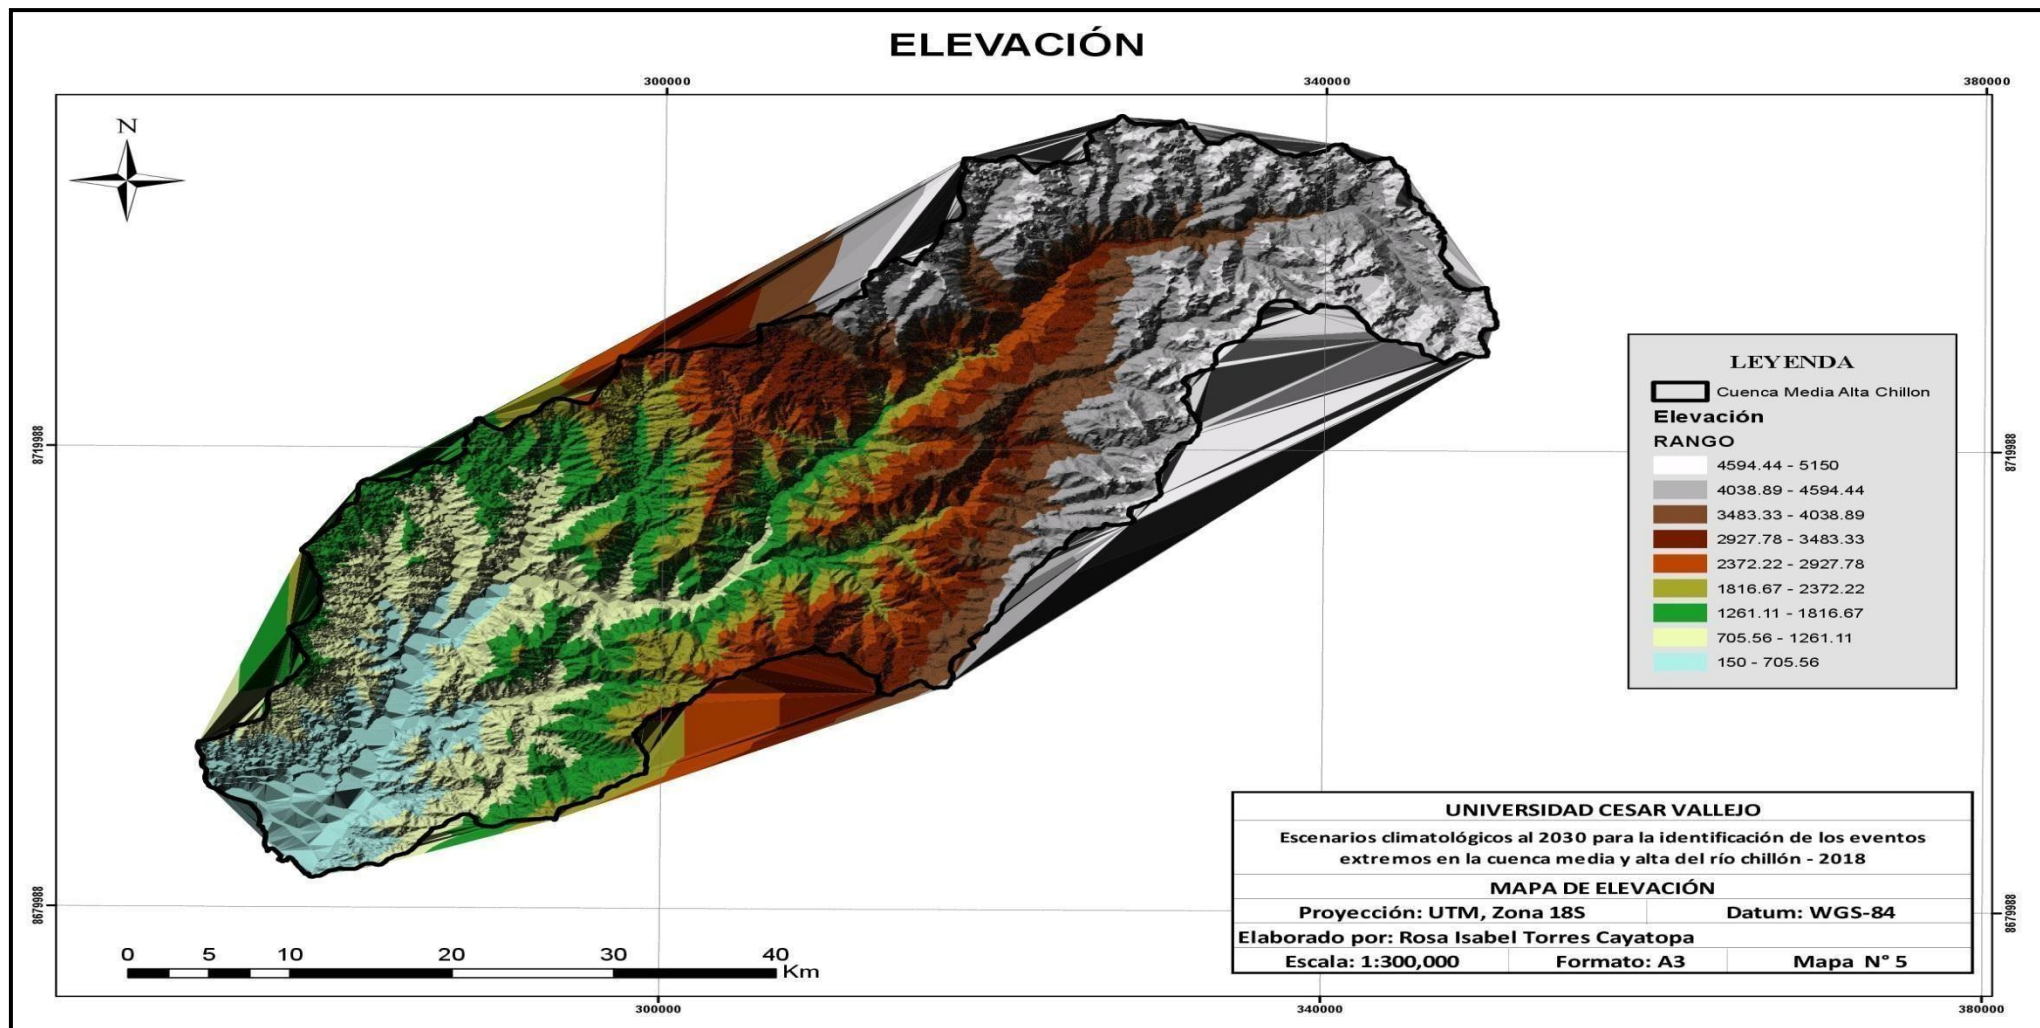 ELEVACIÓN
300000
340000
380000
N
8719988
8719988
8679988
8679988
LEYENDA
Cuenca Media Alta Chillon
Elevación
RANGO
4594.44 - 5150
4038.89 - 4594.44
3483.33 - 4038.89
2927.78 - 3483.33
2372.22 - 2927.78
1816.67 - 2372.22
1261.11 - 1816.67
705.56 - 1261.11
150 - 705.56
UNIVERSIDAD CESAR VALLEJO
Escenarios climatológicos al 2030 para la identificación de los eventos
extremos en la cuenca media y alta del río chillón - 2018
MAPA DE ELEVACIÓN
Proyección: UTM, Zona 18S Datum: WGS-84
Elaborado por: Rosa Isabel Torres Cayatopa
Escala: 1:300,000 Formato: A3 Mapa N° 5
0 5 10 20 30 40
Km
300000
340000
380000